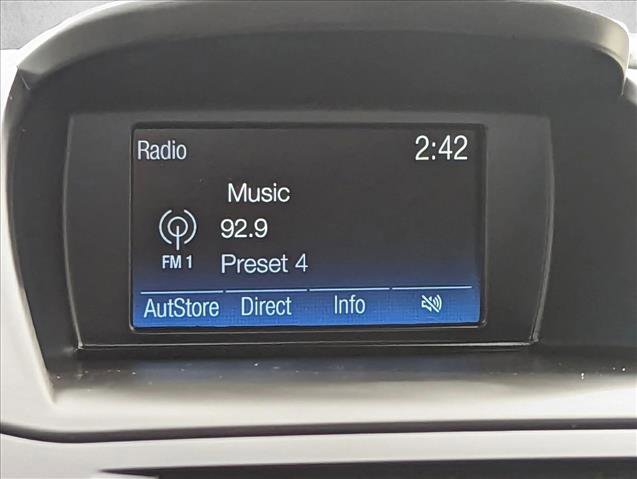 Radio 2:42
Music
92.9
FM 1 Preset 4
AutStore Direct Info